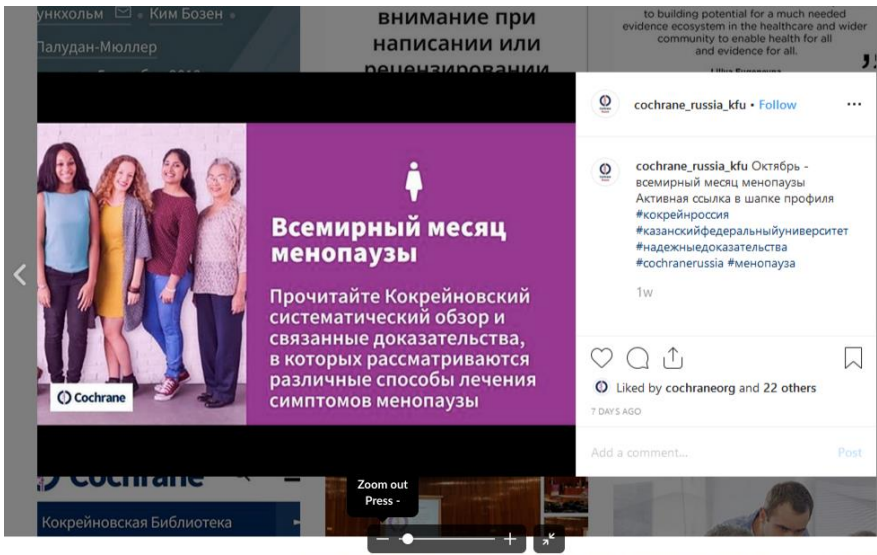 ункхольм • Ким Бозен •
Палудан-Мюллер
внимание при
написании или
рецензировании
to building potential for a much needed
evidence ecosystem in the healthcare and wider
community to enable health for all
and evidence for all.
cochrane_russia_kfu • Follow
Всемирный месяц
менопаузы
Прочитайте Кокрейновский
систематический обзор и
связанные доказательства,
в которых рассматриваются
различные способы лечения
симптомов менопаузы
Cochrane
cochrane_russia_kfu Октябрь -
всемирный месяц менопаузы
Активная ссылка в шапке профиля
#кокрейнроссия
#казанскийфедеральныйуниверситет
#надежныедоказательства
#cochranerussia #менопауза
1w
Liked by cochraneorg and 22 others
7 DAYS AGO
Add a comment...
Post
Cochrane
Кокрейновская Библиотека
Zoom out
Press -